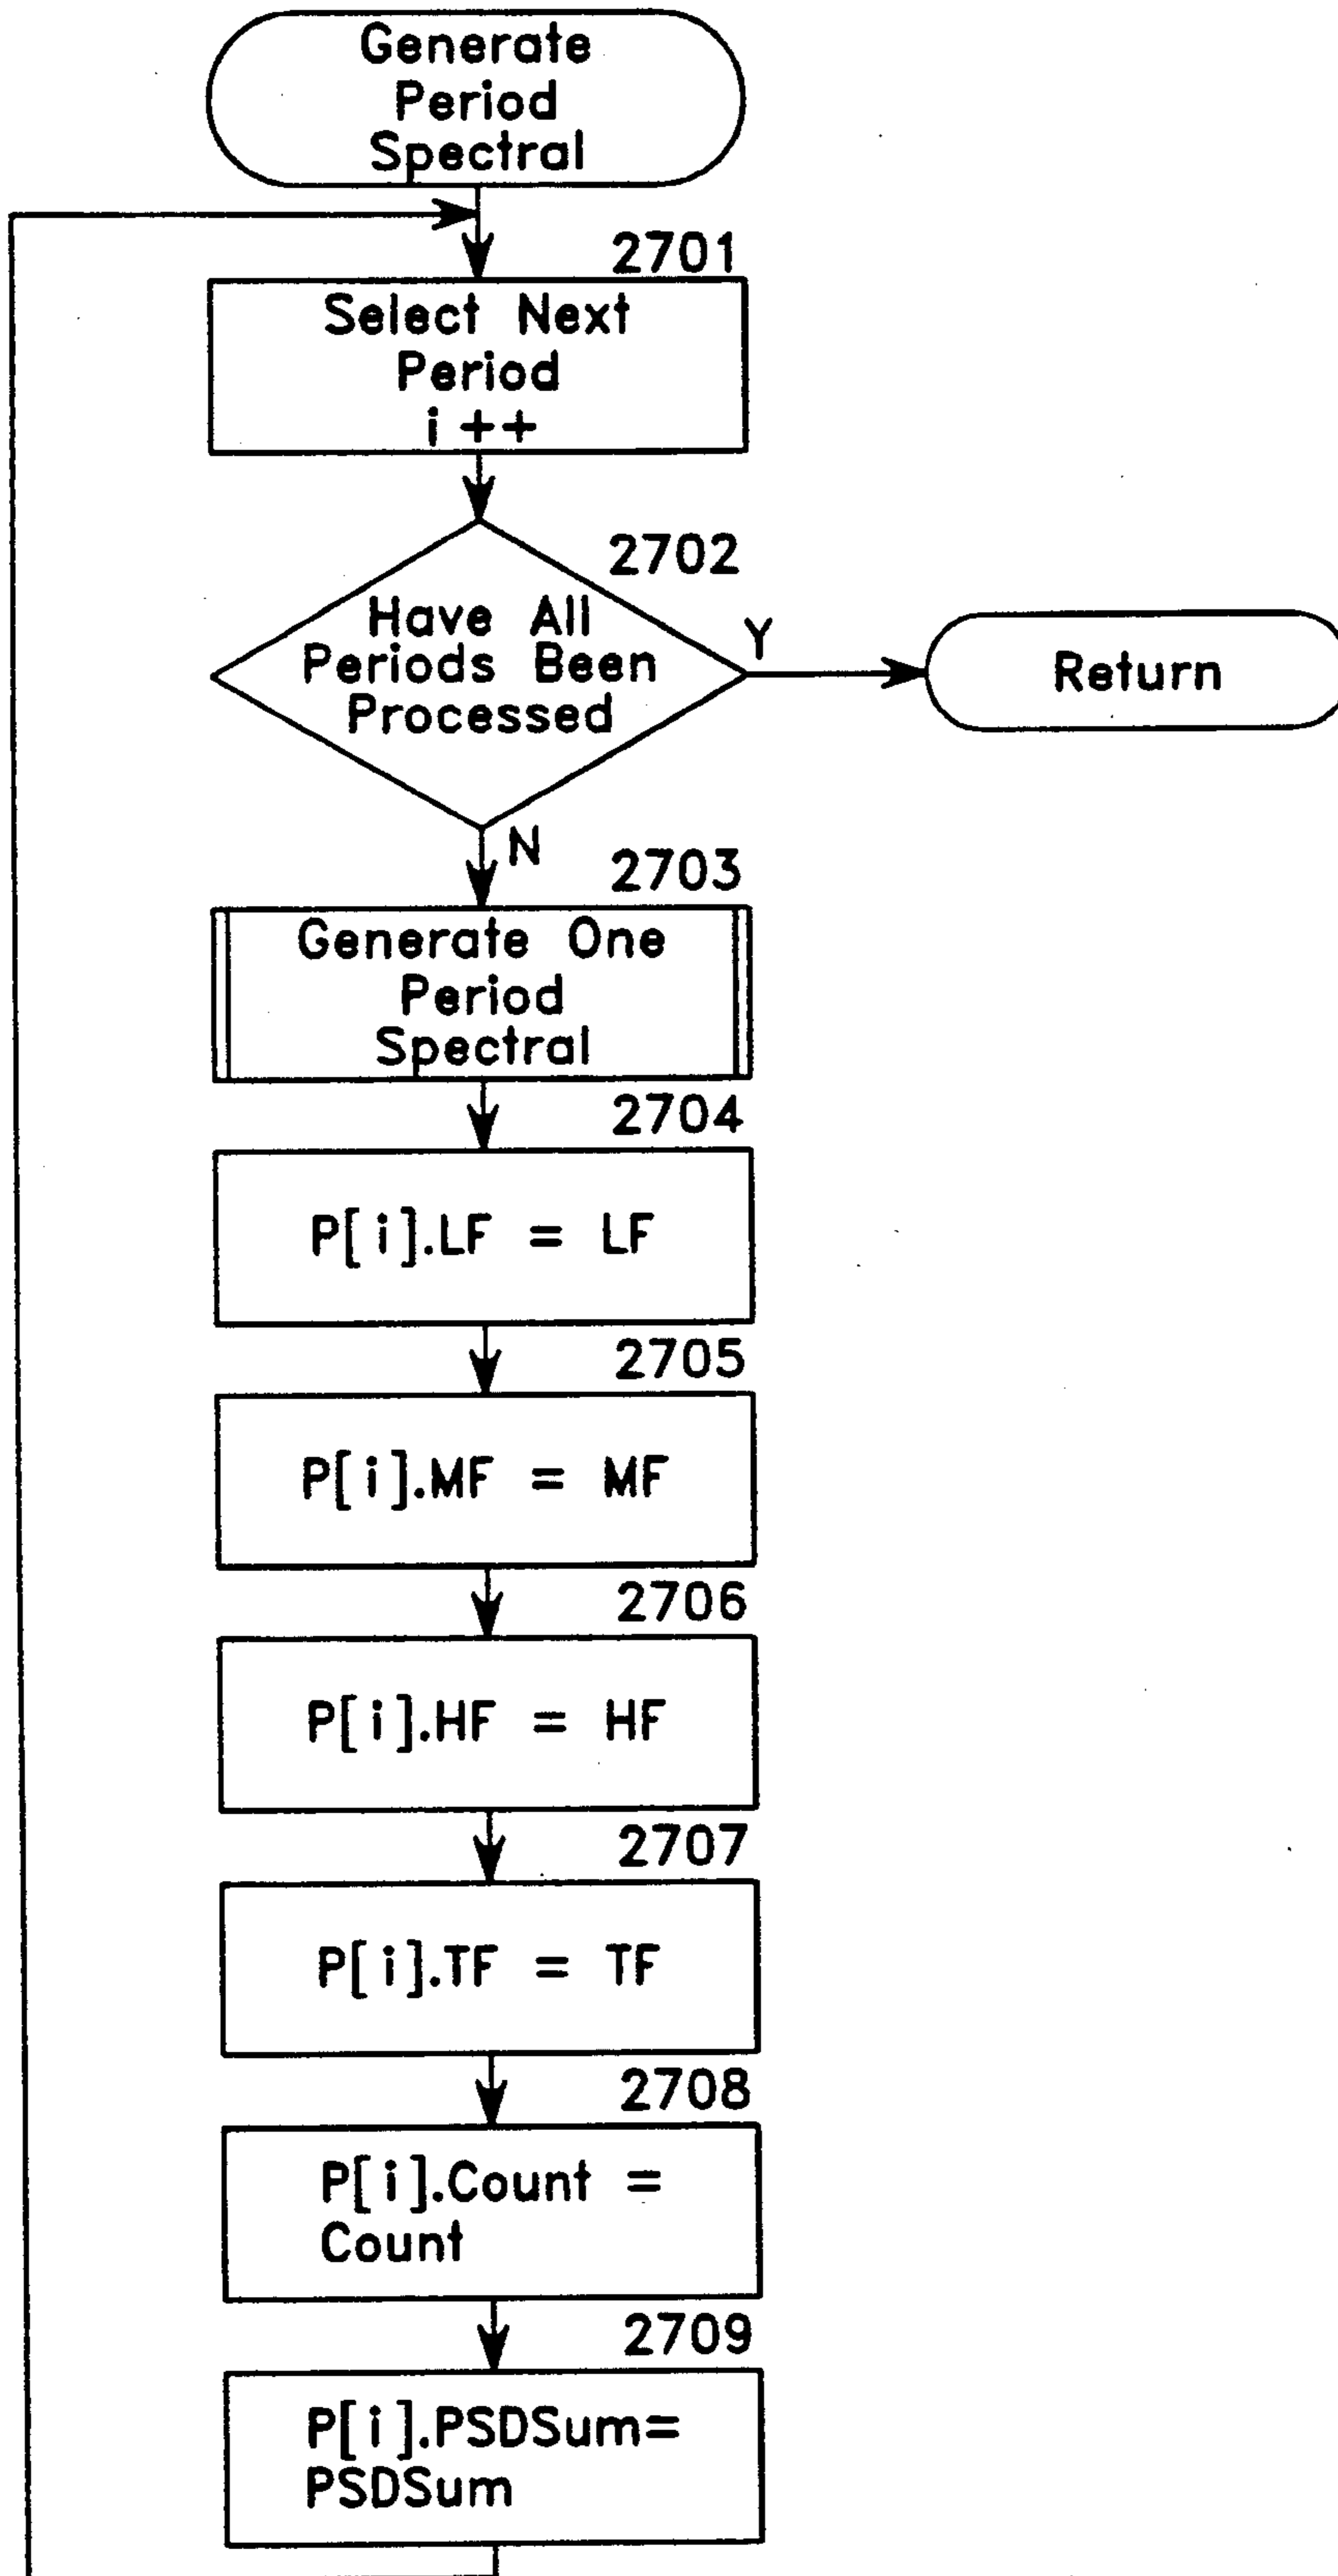 Generate
Period
Spectral
2701
Select Next
Period
i ++
2702
Have All
Periods Been
Processed
Y
Return
N
2703
Generate One
Period
Spectral
2704
P[i].LF = LF
2705
P[i].MF = MF
2706
P[i].HF = HF
2707
P[i].TF = TF
2708
P[i].Count =
Count
2709
P[i].PSDSum=
PSDSum